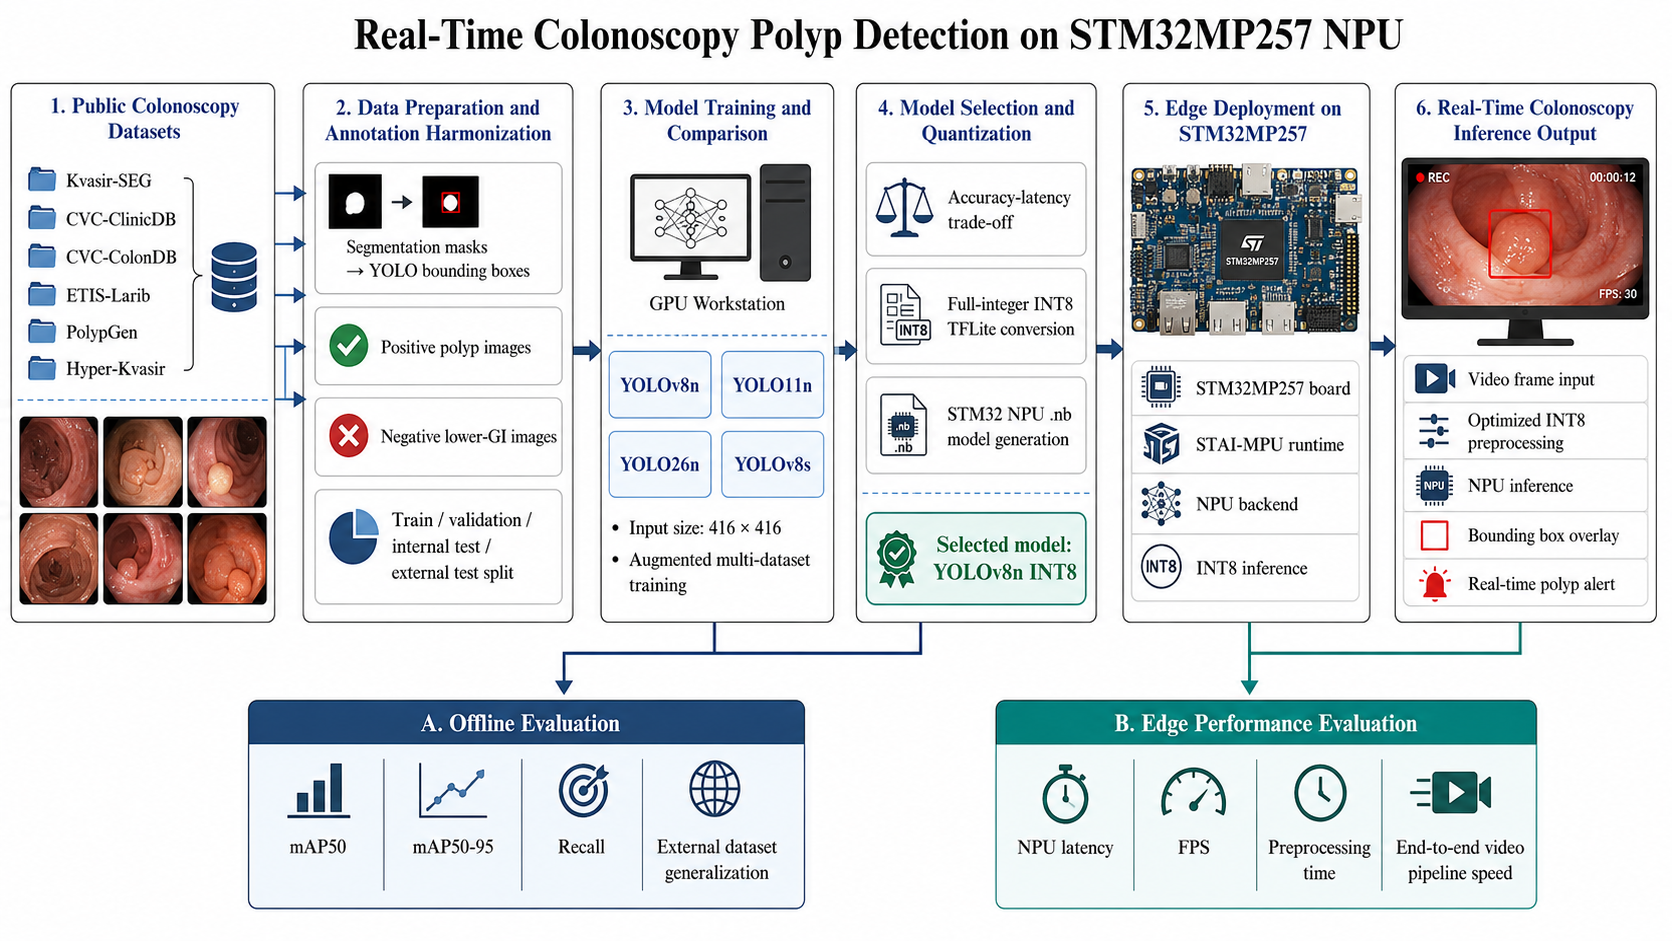 Real-Time Colonoscopy Polyp Detection on STM32MP257 NPU
1. Public Colonoscopy
Datasets
Kvasir-SEG
CVC-ClinicDB
CVC-ColonDB
ETIS-Larib
PolypGen
Hyper-Kvasir
2. Data Preparation and
Annotation Harmonization
Segmentation masks
→ YOLO bounding boxes
Positive polyp images
Negative lower-GI images
Train / validation /
internal test /
external test split
3. Model Training and
Comparison
GPU Workstation
YOLOv8n
YOLO11n
YOLO26n
YOLOv8s
• Input size: 416 × 416
• Augmented multi-dataset
training
4. Model Selection and
Quantization
Accuracy-latency
trade-off
INT8
Full-integer INT8
TFLite conversion
.nb
.nb
STM32 NPU .nb
model generation
Selected model:
YOLOv8n INT8
5. Edge Deployment on
STM32MP257
ST
STM32MP257
STM32MP257 board
STAI-MPU runtime
NPU backend
INT8
INT8 inference
6. Real-Time Colonoscopy
Inference Output
REC
00:00:12
FPS: 30
Video frame input
Optimized INT8
preprocessing
NPU
NPU inference
Bounding box overlay
Real-time polyp alert
A. Offline Evaluation
mAP50
mAP50-95
Recall
External dataset
generalization
B. Edge Performance Evaluation
NPU latency
FPS
Preprocessing
time
End-to-end video
pipeline speed